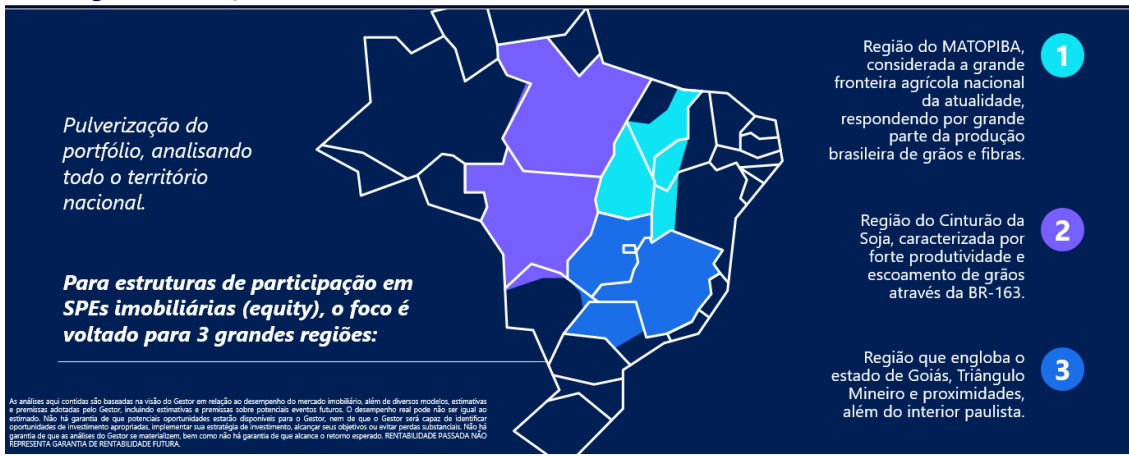 Pulverização do
portfólio, analisando
todo o território
nacional.
Para estruturas de participação em
SPEs imobiliárias (equity), o foco é
voltado para 3 grandes regiões:
As análises aqui contidas são baseadas na visão do Gestor em relação ao desempenho do mercado imobiliário, além de diversos modelos, estimativas
e premissas adotadas pelo Gestor, incluindo estimativas e premissas sobre potenciais eventos futuros. O desempenho real pode não ser igual ao
estimado. Não há garantia de que potenciais oportunidades estarão disponíveis para o Gestor, nem de que o Gestor será capaz de identificar
oportunidades de investimento apropriadas, implementar sua estratégia de investimento, alcançar seus objetivos ou evitar perdas substanciais. Não há
garantia de que as análises do Gestor se materializem, bem como não há garantia de que alcance o retorno esperado. RENTABILIDADE PASSADA NÃO
REPRESENTA GARANTIA DE RENTABILIDADE FUTURA.
Região do MATOPIBA,
considerada a grande
fronteira agrícola nacional
da atualidade,
respondendo por grande
parte da produção
brasileira de grãos e fibras.
1
Região do Cinturão da
Soja, caracterizada por
forte produtividade e
escoamento de grãos
através da BR-163.
2
Região que engloba o
estado de Goiás, Triângulo
Mineiro e proximidades,
além do interior paulista.
3